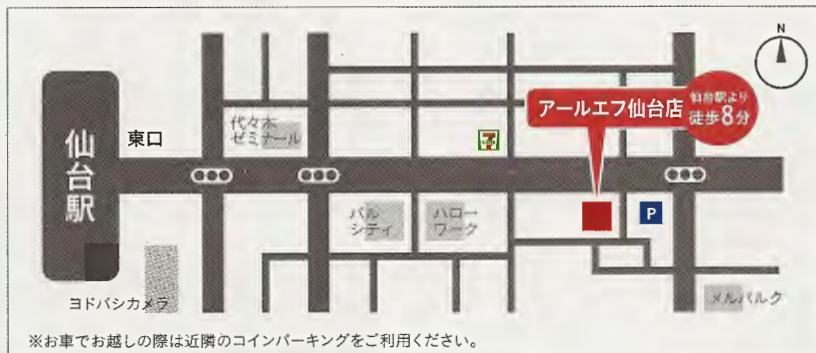 N
仙台駅より
徒歩8分
アールエフ仙台店
代々木
ゼミナール
東口
仙台駅
P
パル
シティ
ハロー
ワーク
ヨドバシカメラ
メルパルク
※お車でお越しの際は近隣のコインパーキングをご利用ください。